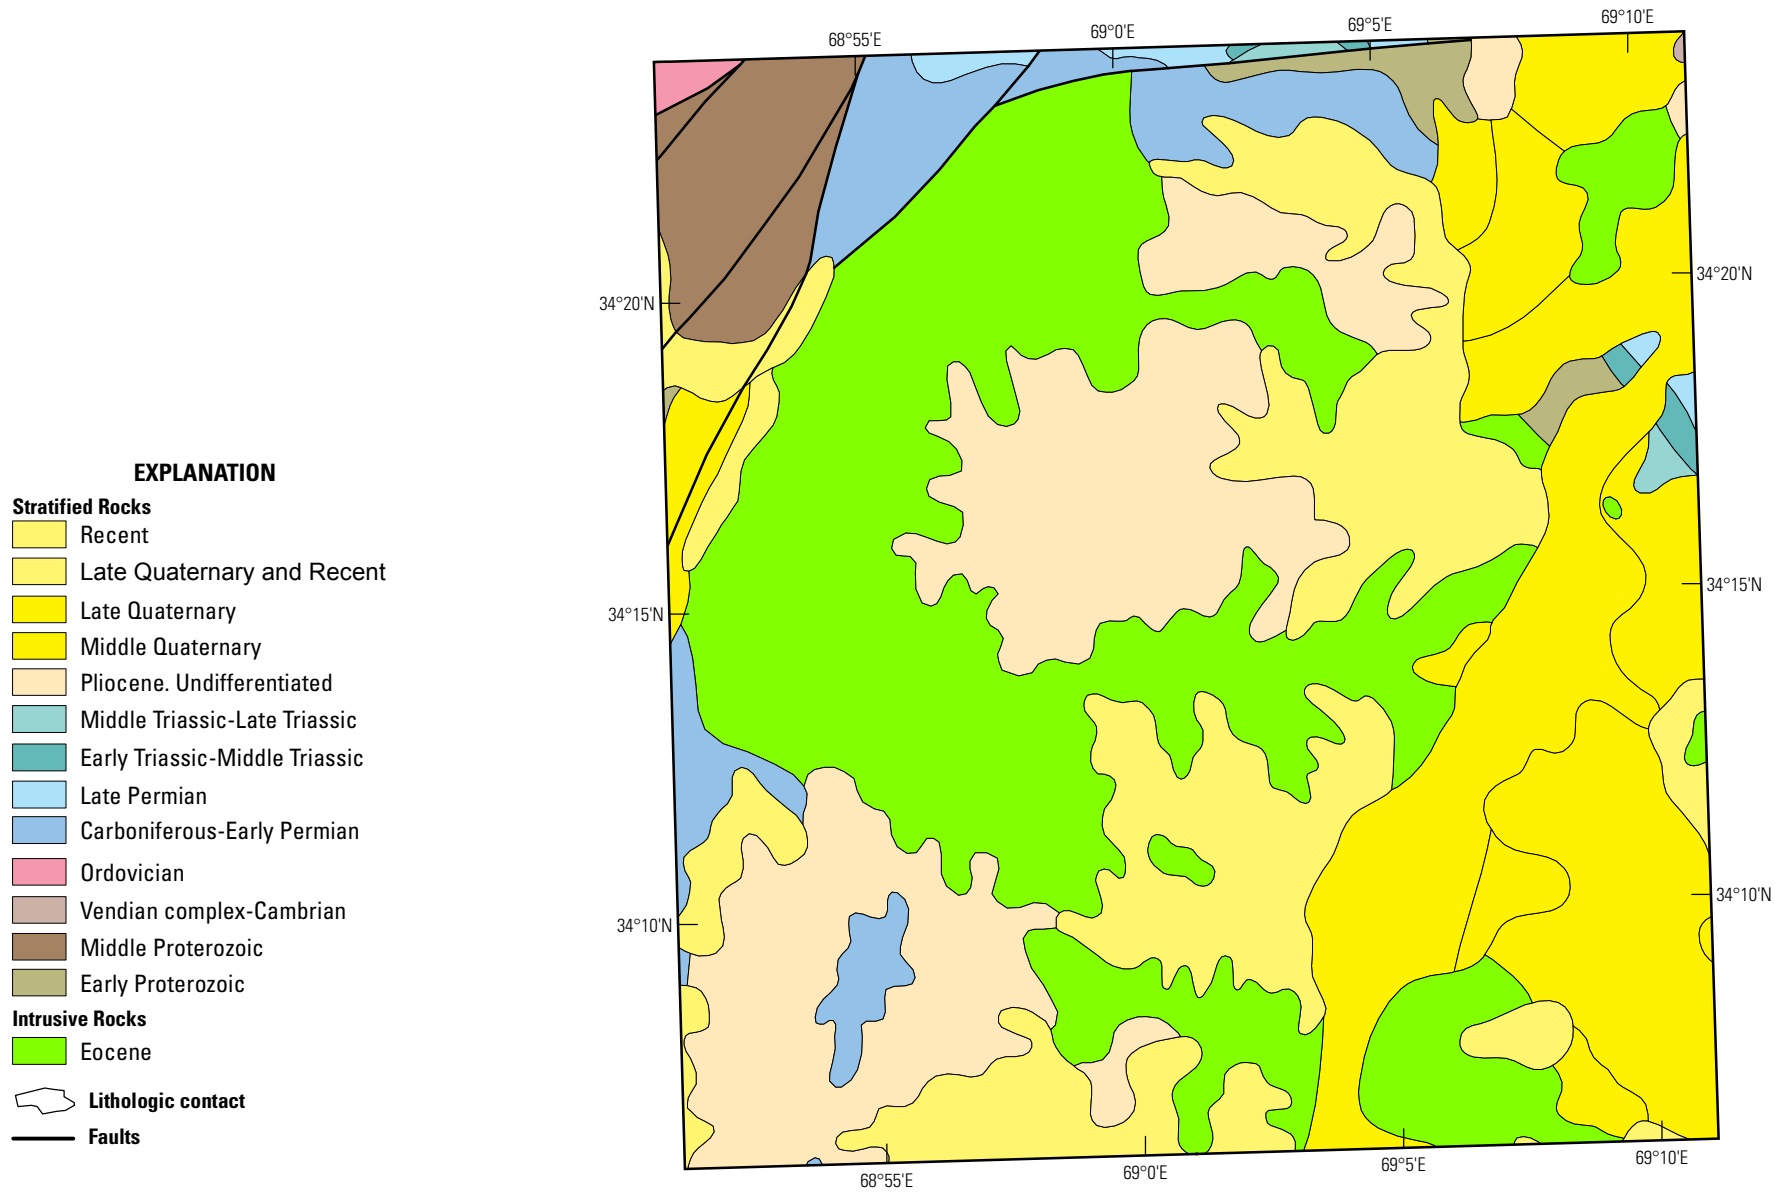 68°55'E
69°0'E
69°5'E
69°10'E
34°20'N
34°20'N
34°15'N
34°15'N
34°10'N
34°10'N
68°55'E
69°0'E
69°5'E
69°10'E
EXPLANATION
Stratified Rocks
Recent
Late Quaternary and Recent
Late Quaternary
Middle Quaternary
Pliocene. Undifferentiated
Middle Triassic-Late Triassic
Early Triassic-Middle Triassic
Late Permian
Carboniferous-Early Permian
Ordovician
Vendian complex-Cambrian
Middle Proterozoic
Early Proterozoic
Intrusive Rocks
Eocene
Lithologic contact
Faults